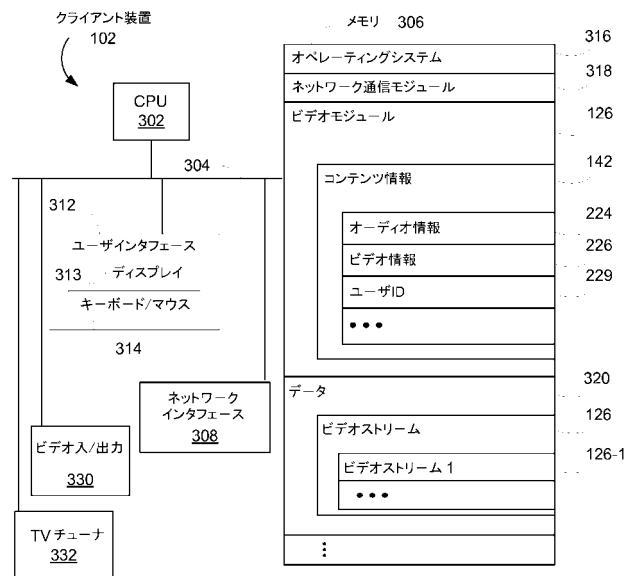 クライアント装置
102
CPU
302
304
312
ユーザインタフェース
313
ディスプレイ
キーボード/マウス
314
ネットワーク
インタフェース
308
ビデオ入/出力
330
TVチューナ
332
メモリ 306
オペレーティングシステム
316
ネットワーク通信モジュール
318
ビデオモジュール
126
コンテンツ情報
142
オーディオ情報
224
ビデオ情報
226
ユーザID
229
•••
データ
320
ビデオストリーム
126
ビデオストリーム 1
126-1
•••
⋮